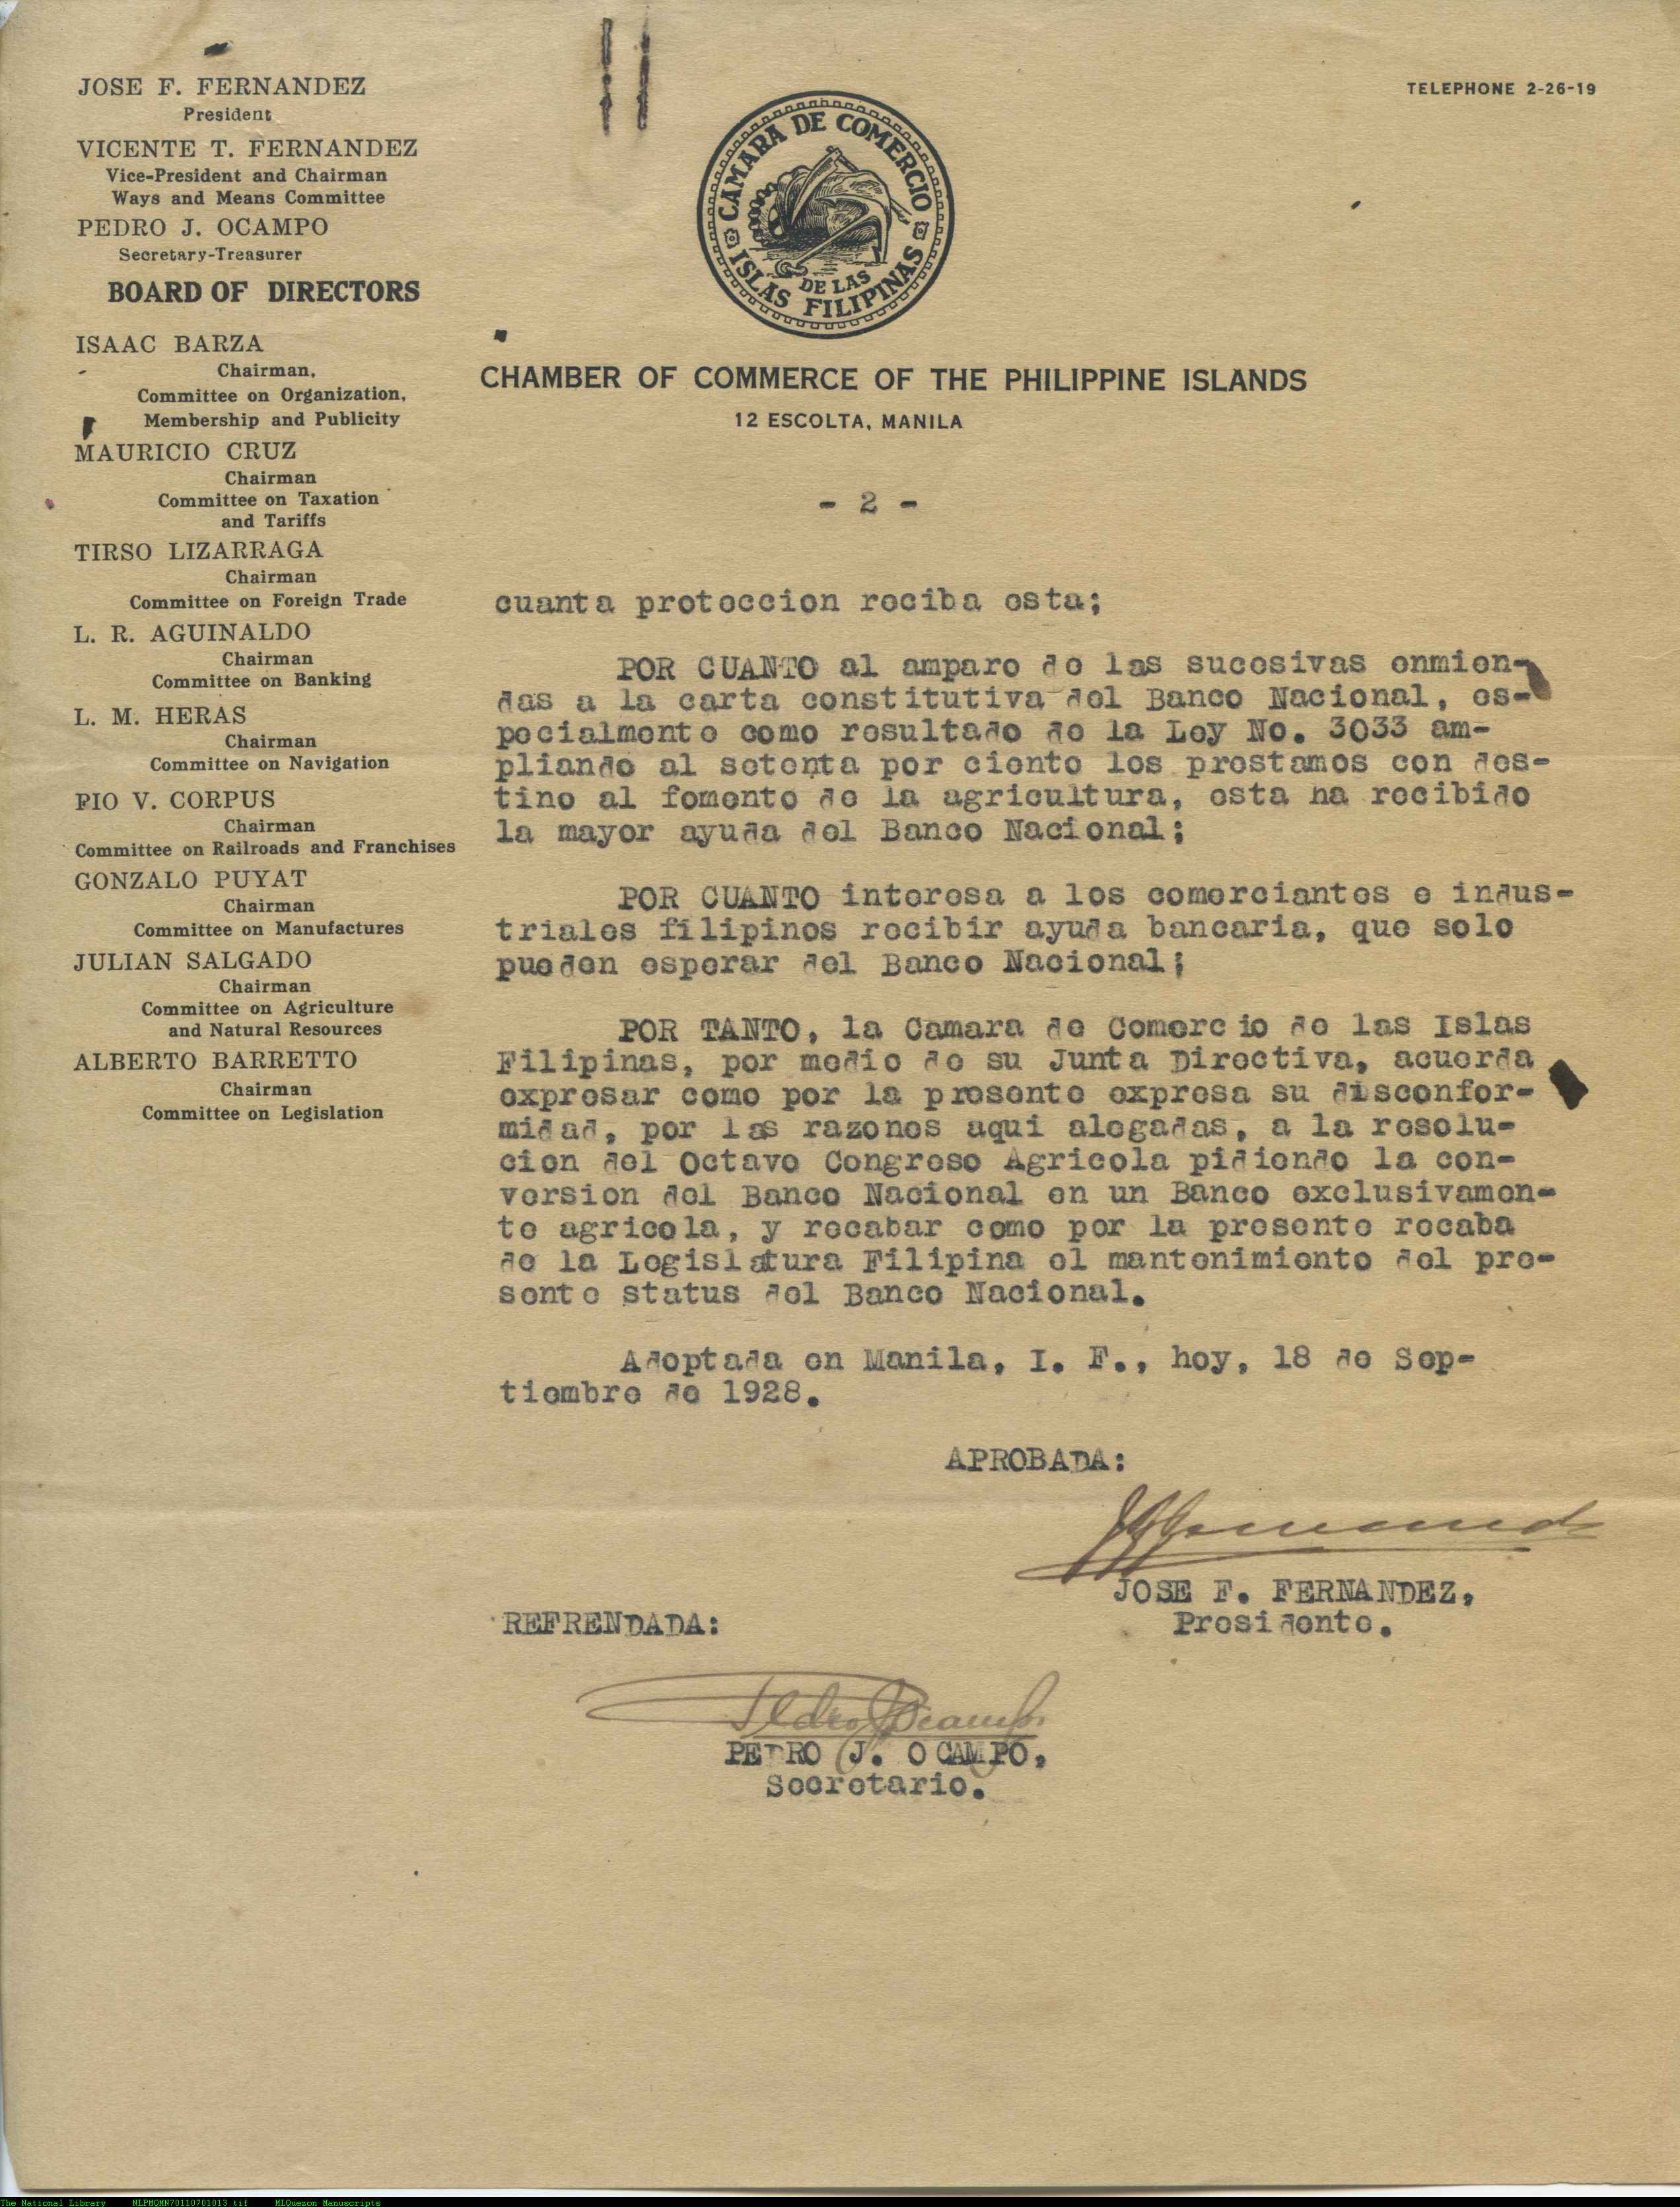 JOSE F. FERNANDEZ
President
VICENTE T. FERNANDEZ
Vice-President and Chairman
Ways and Means Committee
PEDRO J. OCAMPO
Secretary-Treasurer
BOARD OF DIRECTORS
ISAAC BARZA
Chairman,
Committee on Organization,
Membership and Publicity
MAURICIO CRUZ
Chairman
Committee on Taxation
and Tariffs
TIRSO LIZARRAGA
Chairman
Committee on Foreign Trade
L. R. AGUINALDO
Chairman
Committee on Banking
L. M. HERAS
Chairman
Committee on Navigation
PIO V. CORPUS
Chairman
Committee on Railroads and Franchises
GONZALO PUYAT
Chairman
Committee on Manufactures
JULIAN SALGADO
Chairman
Committee on Agriculture
and Natural Resources
ALBERTO BARRETTO
Chairman
Committee on Legislation
TELEPHONE 2-26-19
CAMARA DE COMERCIO
DE LAS
ISLAS FILIPINAS
CHAMBER OF COMMERCE OF THE PHILIPPINE ISLANDS
12 ESCOLTA, MANILA
- 2 -
cuanta proteccion reciba esta;
POR CUANTO al amparo de las sucesivas enmien-
das a la carta constitutiva del Banco Nacional, es-
pecialmente como resultado de la Ley No. 3033 am-
pliando al setenta por ciento los prestamos con des-
tino al fomento de la agricultura, esta ha recibido
la mayor ayuda del Banco Nacional;
POR CUANTO interesa a los comerciantes e indus-
triales filipinos recibir ayuda bancaria, que solo
pueden esperar del Banco Nacional;
POR TANTO, la Camara de Comercio de las Islas
Filipinas, por medio de su Junta Directiva, acuerda
expresar como por la presente expresa su disconfor-
midad, por las razones aqui alegadas, a la resolu-
cion del Octavo Congreso Agricola pidiendo la con-
version del Banco Nacional en un Banco exclusivamen-
te agricola, y recabar como por la presente recaba
de la Legislatura Filipina el mantenimiento del pre-
sente status del Banco Nacional.
Adoptada en Manila, I. F., hoy, 18 de Sep-
tiembre de 1928.
APROBADA:
JOSE F. FERNANDEZ,
Presidente.
REFRENDADA:
Pedro J Ocampo
PEDRO J. OCAMPO,
Secretario.
The National Library NLPMQMN70110701013 tif MLQuezon Manuscripts